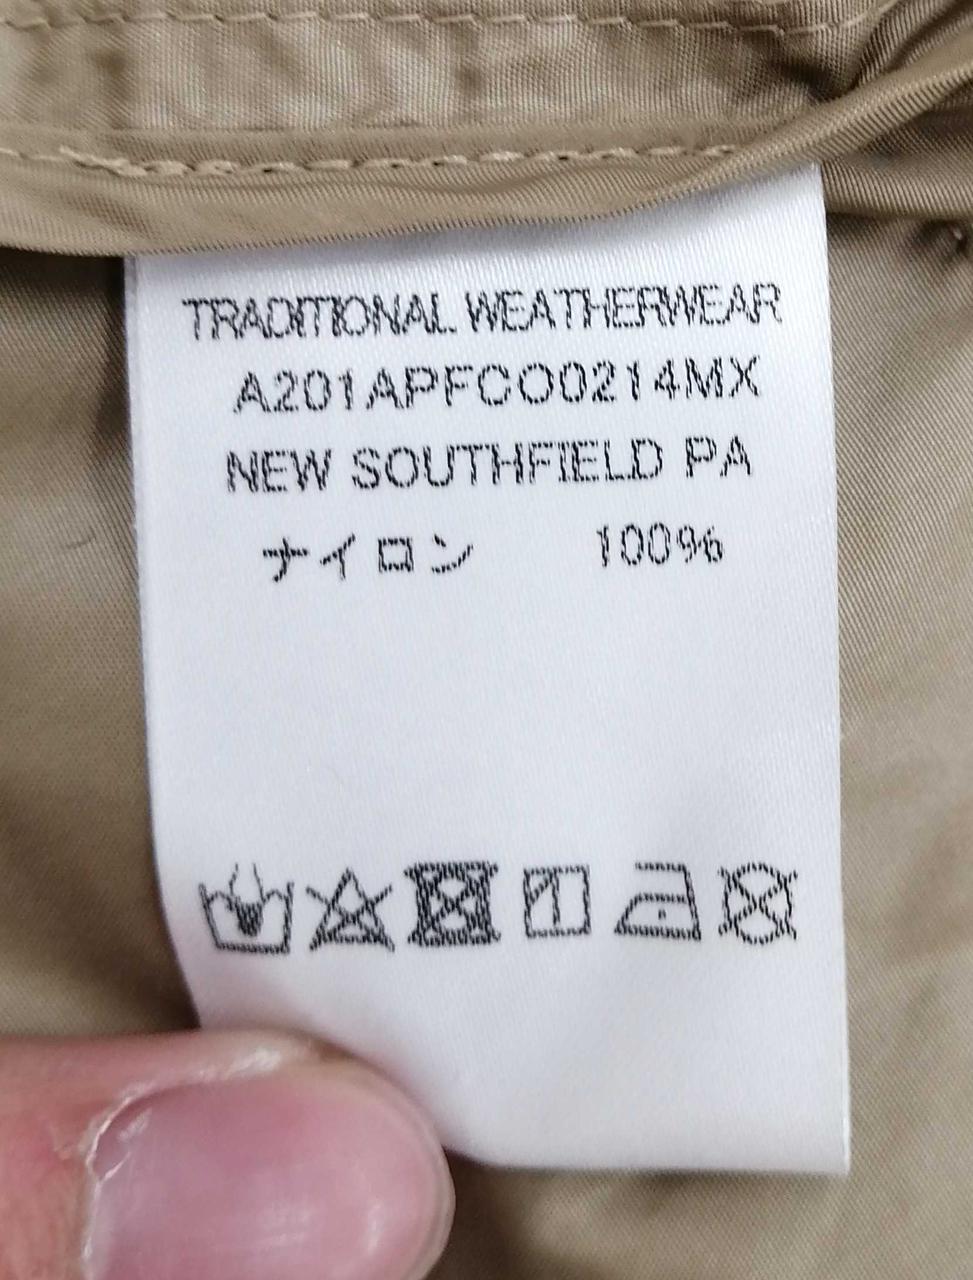 TRADITIONAL WEATHERWEAR
A201APFCO0214MX
NEW SOUTHFIELD PA
ナイロン 100%